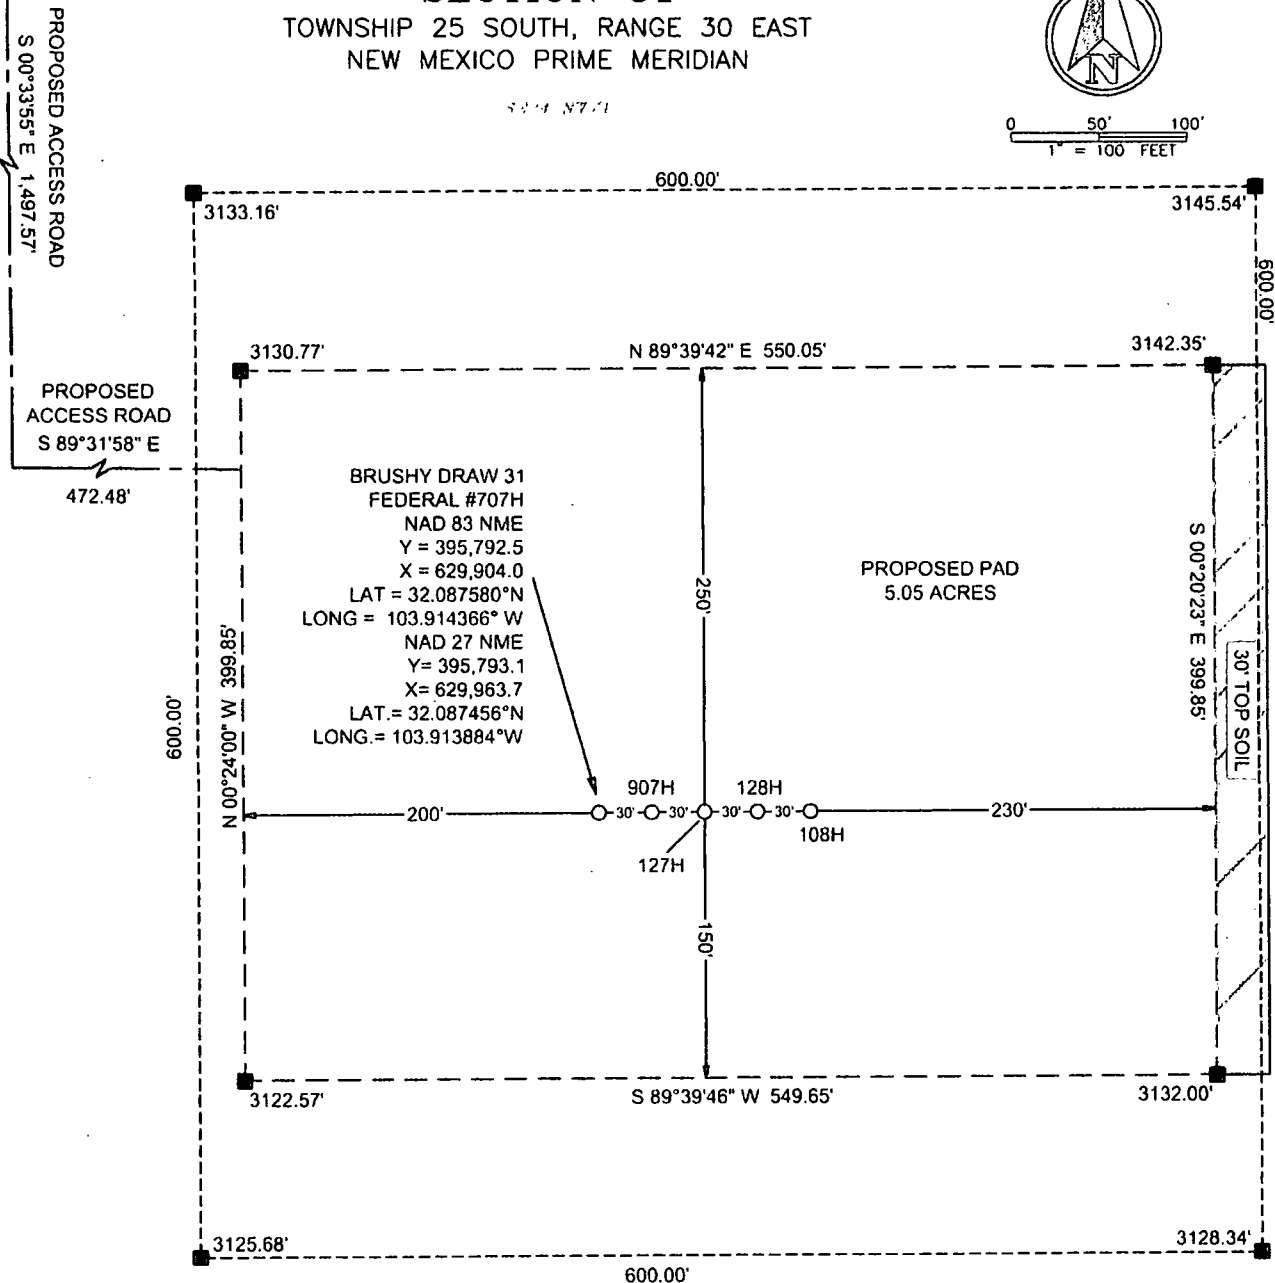 TOWNSHIP 25 SOUTH, RANGE 30 EAST
NEW MEXICO PRIME MERIDIAN
N
0 50' 100'
1" = 100 FEET
PROPOSED ACCESS ROAD
S 00°33'55" E 1,497.57'
600.00'
3133.16'
3145.54'
600.00'
3130.77'
N 89°39'42" E 550.05'
3142.35'
PROPOSED
ACCESS ROAD
S 89°31'58" E
472.48'
BRUSHY DRAW 31
FEDERAL #707H
NAD 83 NME
Y = 395,792.5
X = 629,904.0
LAT = 32.087580°N
LONG = 103.914366° W
NAD 27 NME
Y= 395,793.1
X= 629,963.7
LAT.= 32.087456°N
LONG.= 103.913884°W
250'
PROPOSED PAD
5.05 ACRES
S 00°20'23" E 399.85'
30' TOP SOIL
600.00'
N 00°24'00" W 399.85'
907H
128H
200'
30'
30'
30'
30'
230'
127H
108H
150'
3122.57'
S 89°39'46" W 549.65'
3132.00'
3125.68'
3128.34'
600.00'